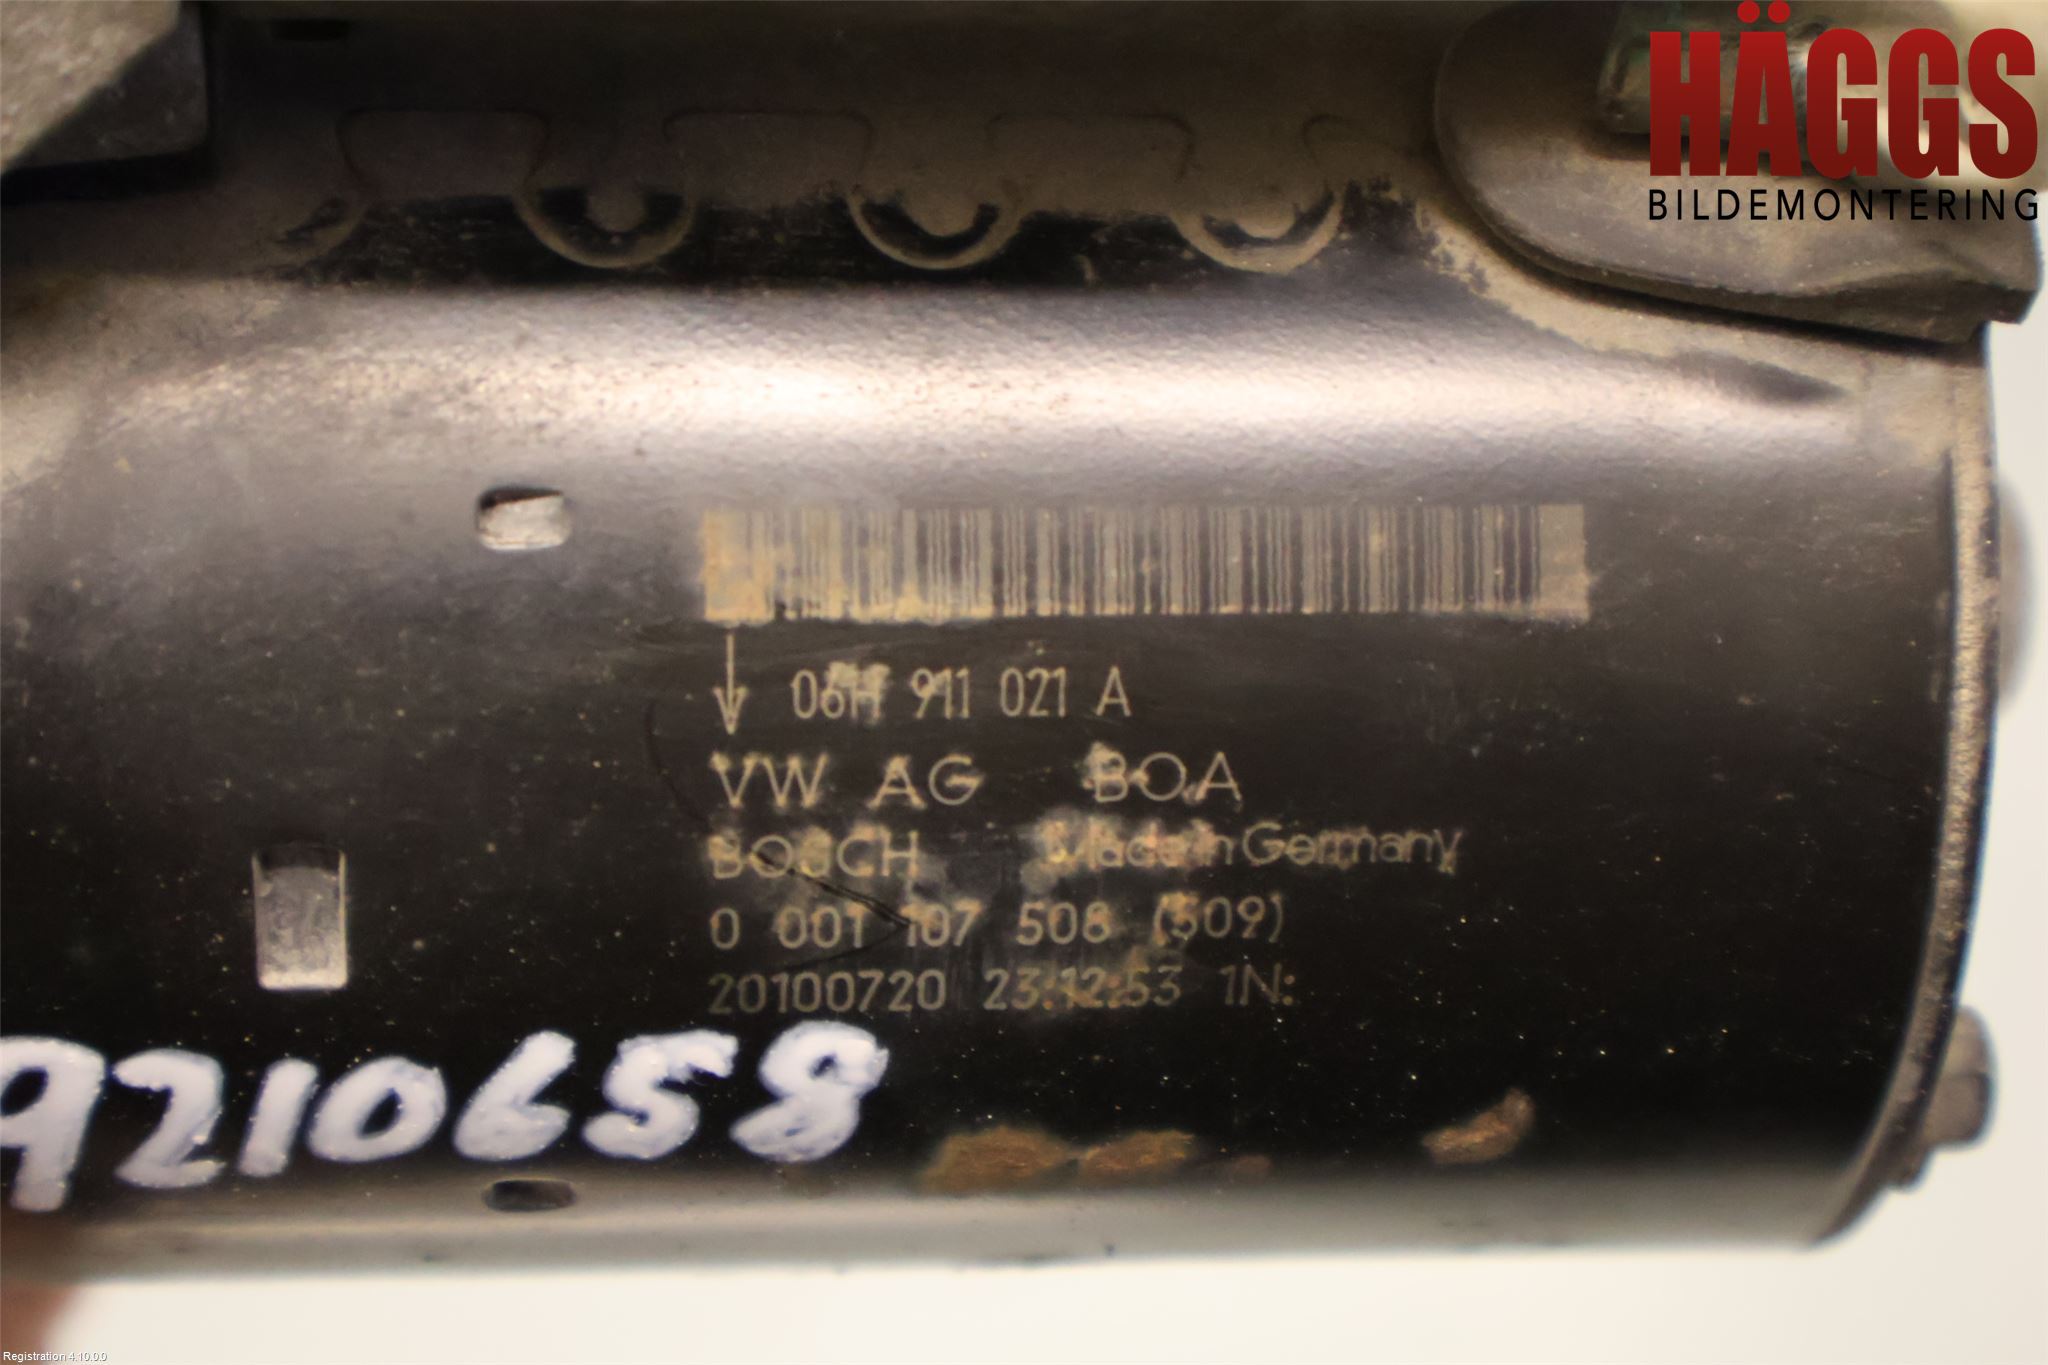 HÄGGS
BILDEMONTERING
06H 911 021 A
VW AG BOA
BOSCH Made in Germany
0 001 107 508 (509)
20100720 23:12:53 1N:
9210658
Registration 4.10.0.0